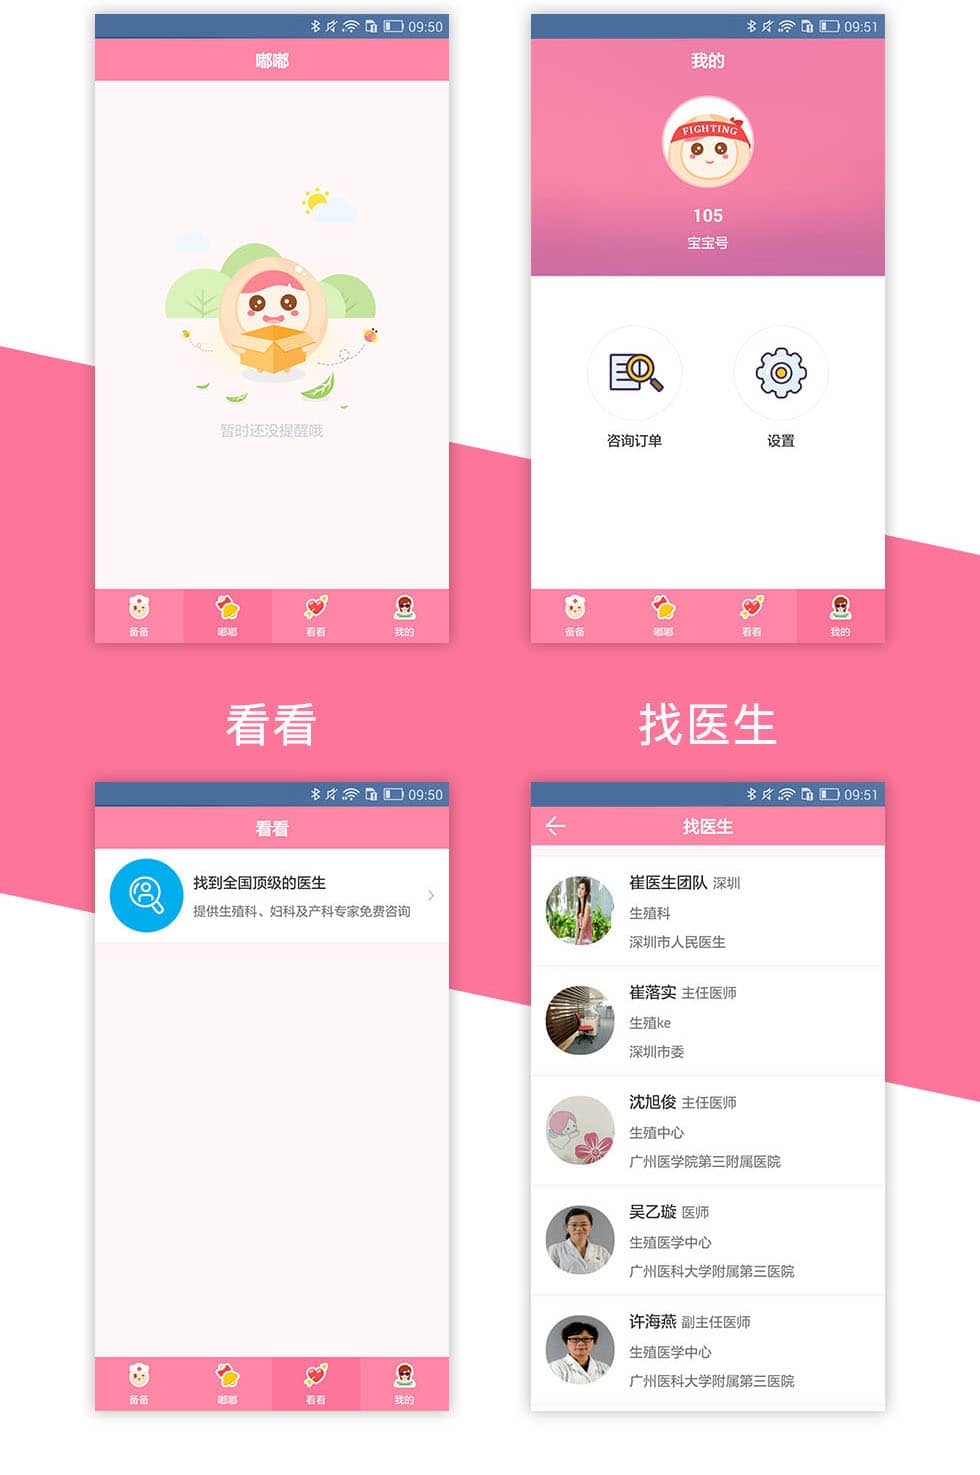 09:50
嘟嘟
暂时还没提醒哦
备备
嘟嘟
看看
我的
09:51
我的
FIGHTING
105
宝宝号
咨询订单
设置
备备
嘟嘟
看看
我的
看看
找医生
09:50
看看
找到全国顶级的医生
提供生殖科、妇科及产科专家免费咨询
备备
嘟嘟
看看
我的
09:51
找医生
崔医生团队 深圳
生殖科
深圳市人民医生
崔落实 主任医师
生殖ke
深圳市委
沈旭俊 主任医师
生殖中心
广州医学院第三附属医院
吴乙璇 医师
生殖医学中心
广州医科大学附属第三医院
许海燕 副主任医师
生殖医学中心
广州医科大学附属第三医院